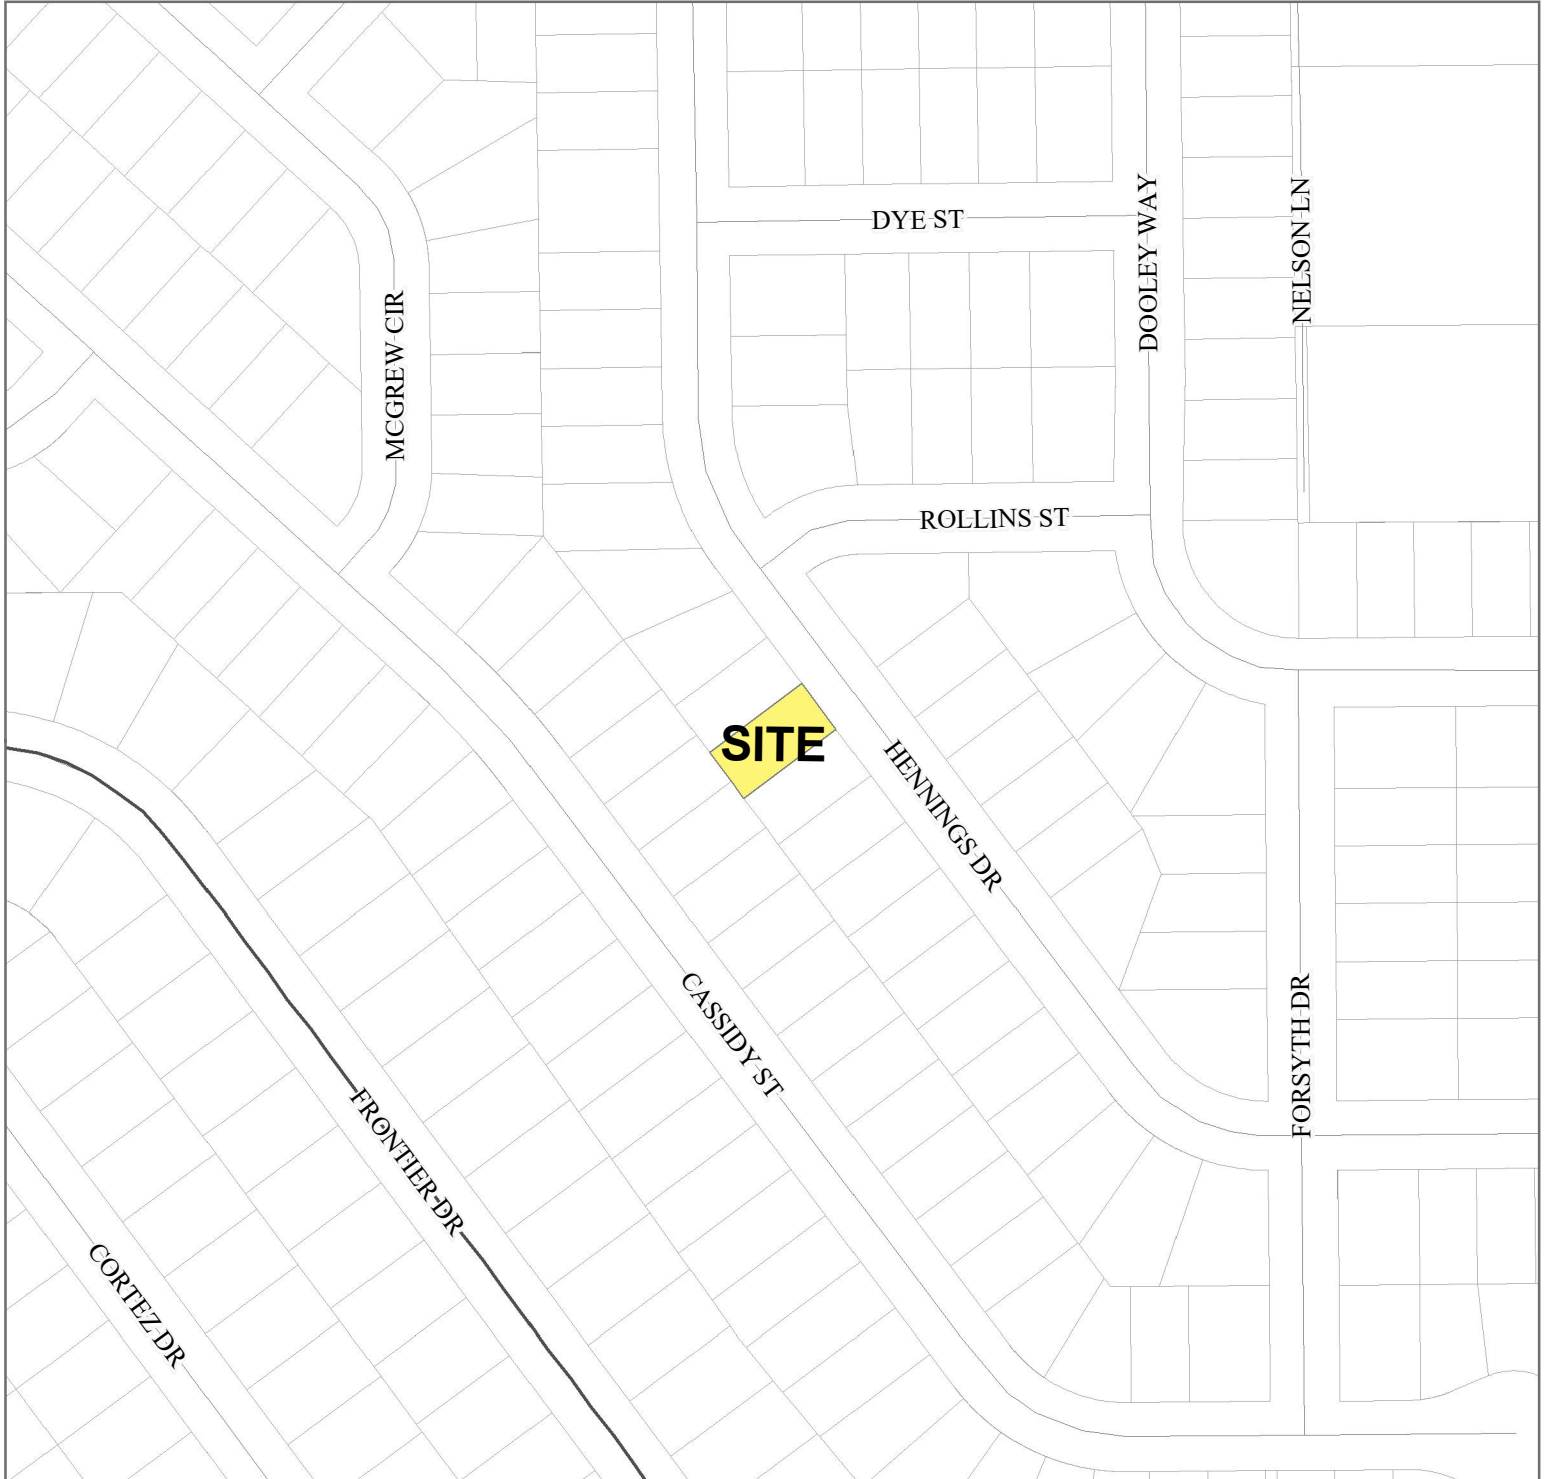 DYE ST
DOOLEY WAY
NELSON LN
MCGREW CIR
ROLLINS ST
SITE
HENNINGS DR
CASSIDY ST
FORSYTH DR
FRONTIER DR
CORTEZ DR